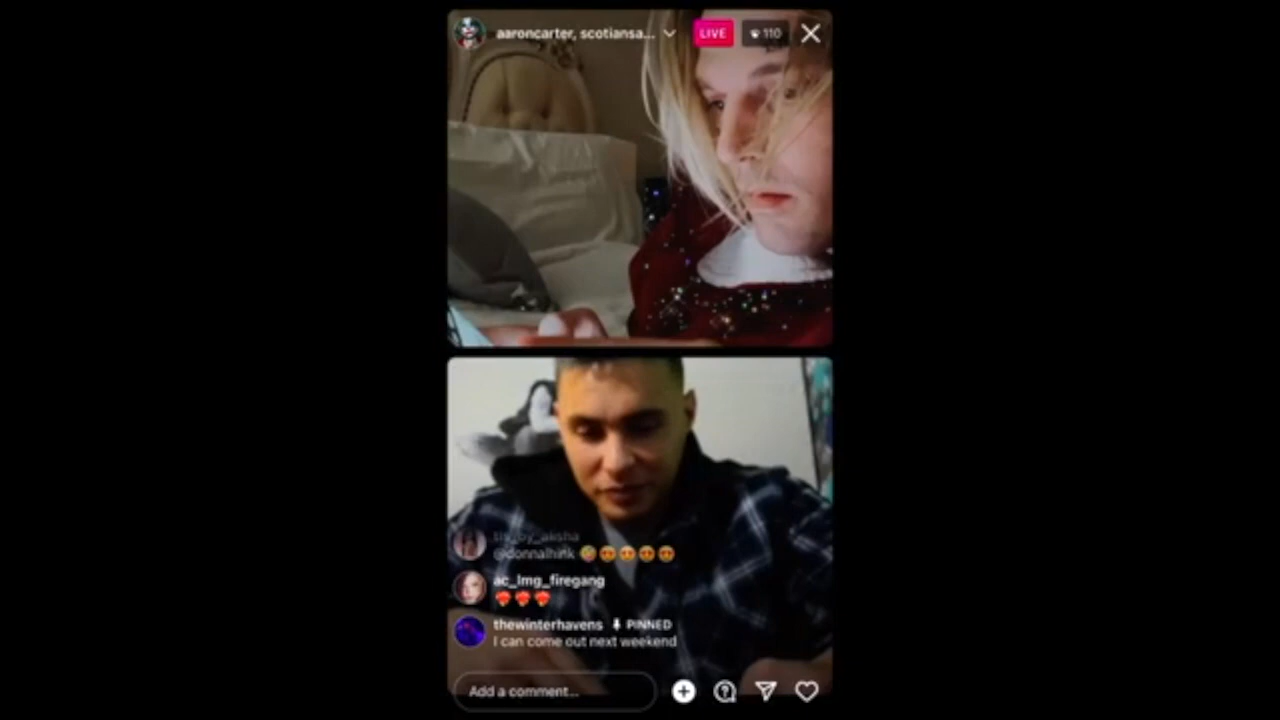 aaroncarter, scotiansa...
LIVE
110
@donnalhink
ac_lmg_firegang
thewinterhavens PINNED
I can come out next weekend
Add a comment...